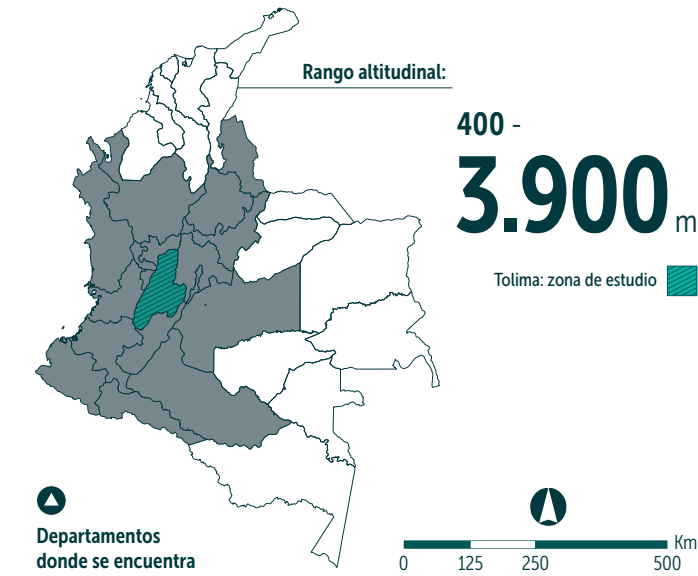 Rango altitudinal:
400 -
3.900 m
Tolima: zona de estudio
Departamentos
donde se encuentra
Km
0 125 250 500